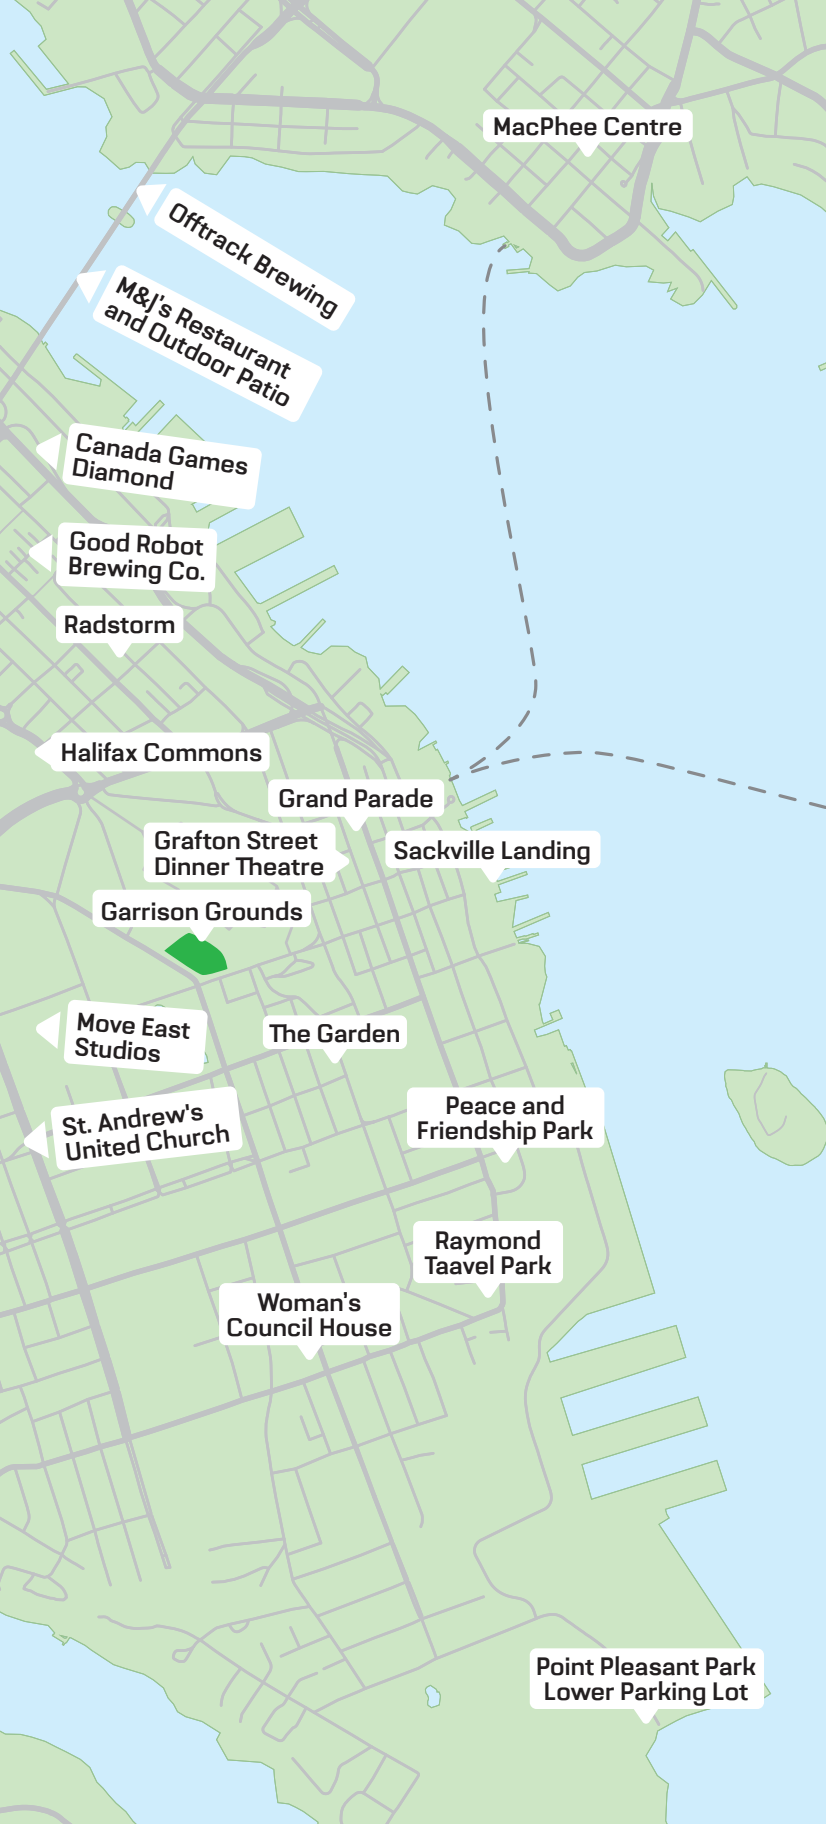 MacPhee Centre
Offtrack Brewing
M&J's Restaurant
and Outdoor Patio
Canada Games
Diamond
Good Robot
Brewing Co.
Radstorm
Halifax Commons
Grand Parade
Grafton Street
Dinner Theatre
Sackville Landing
Garrison Grounds
Move East
Studios
The Garden
St. Andrew's
United Church
Peace and
Friendship Park
Raymond
Taavel Park
Woman's
Council House
Point Pleasant Park
Lower Parking Lot